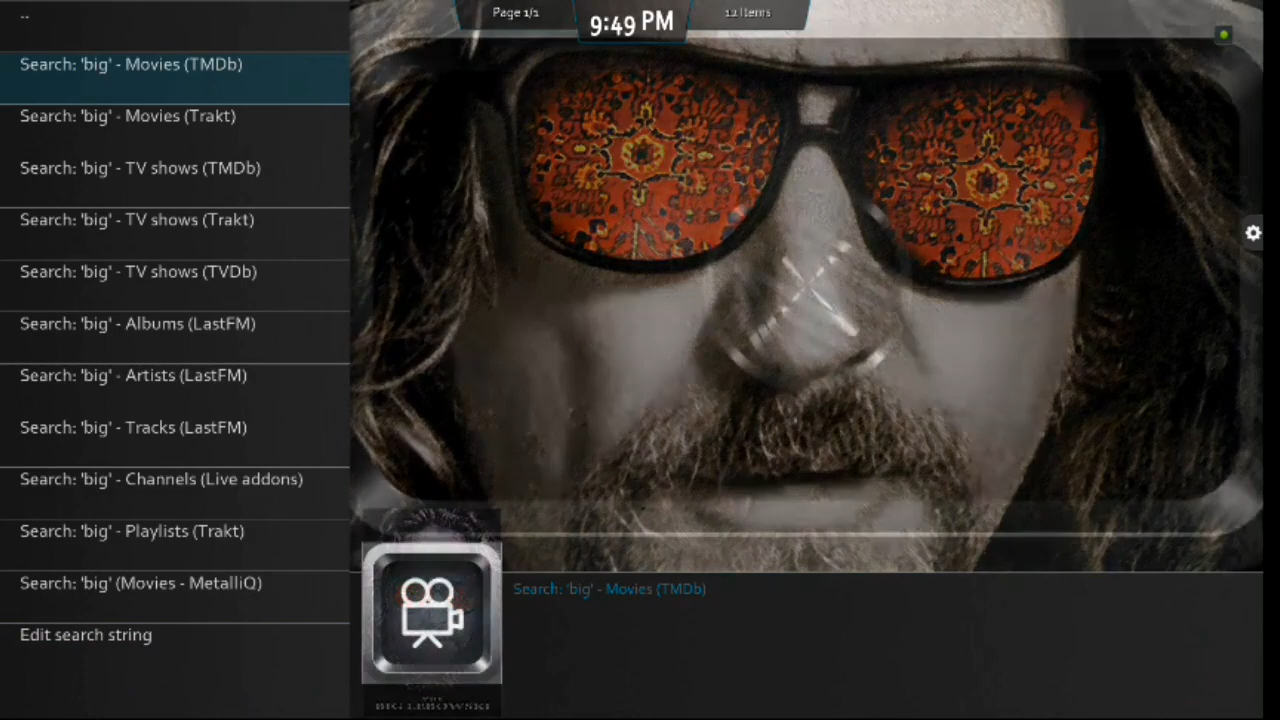 ..
Page 1/1
9:49 PM
12 Items
Search: 'big' - Movies (TMDb)
Search: 'big' - Movies (Trakt)
Search: 'big' - TV shows (TMDb)
Search: 'big' - TV shows (Trakt)
Search: 'big' - TV shows (TVDb)
Search: 'big' - Albums (LastFM)
Search: 'big' - Artists (LastFM)
Search: 'big' - Tracks (LastFM)
Search: 'big' - Channels (Live addons)
Search: 'big' - Playlists (Trakt)
Search: 'big' (Movies - MetalliQ)
Edit search string
Search: 'big' - Movies (TMDb)
THE
BIG LEBOWSKI